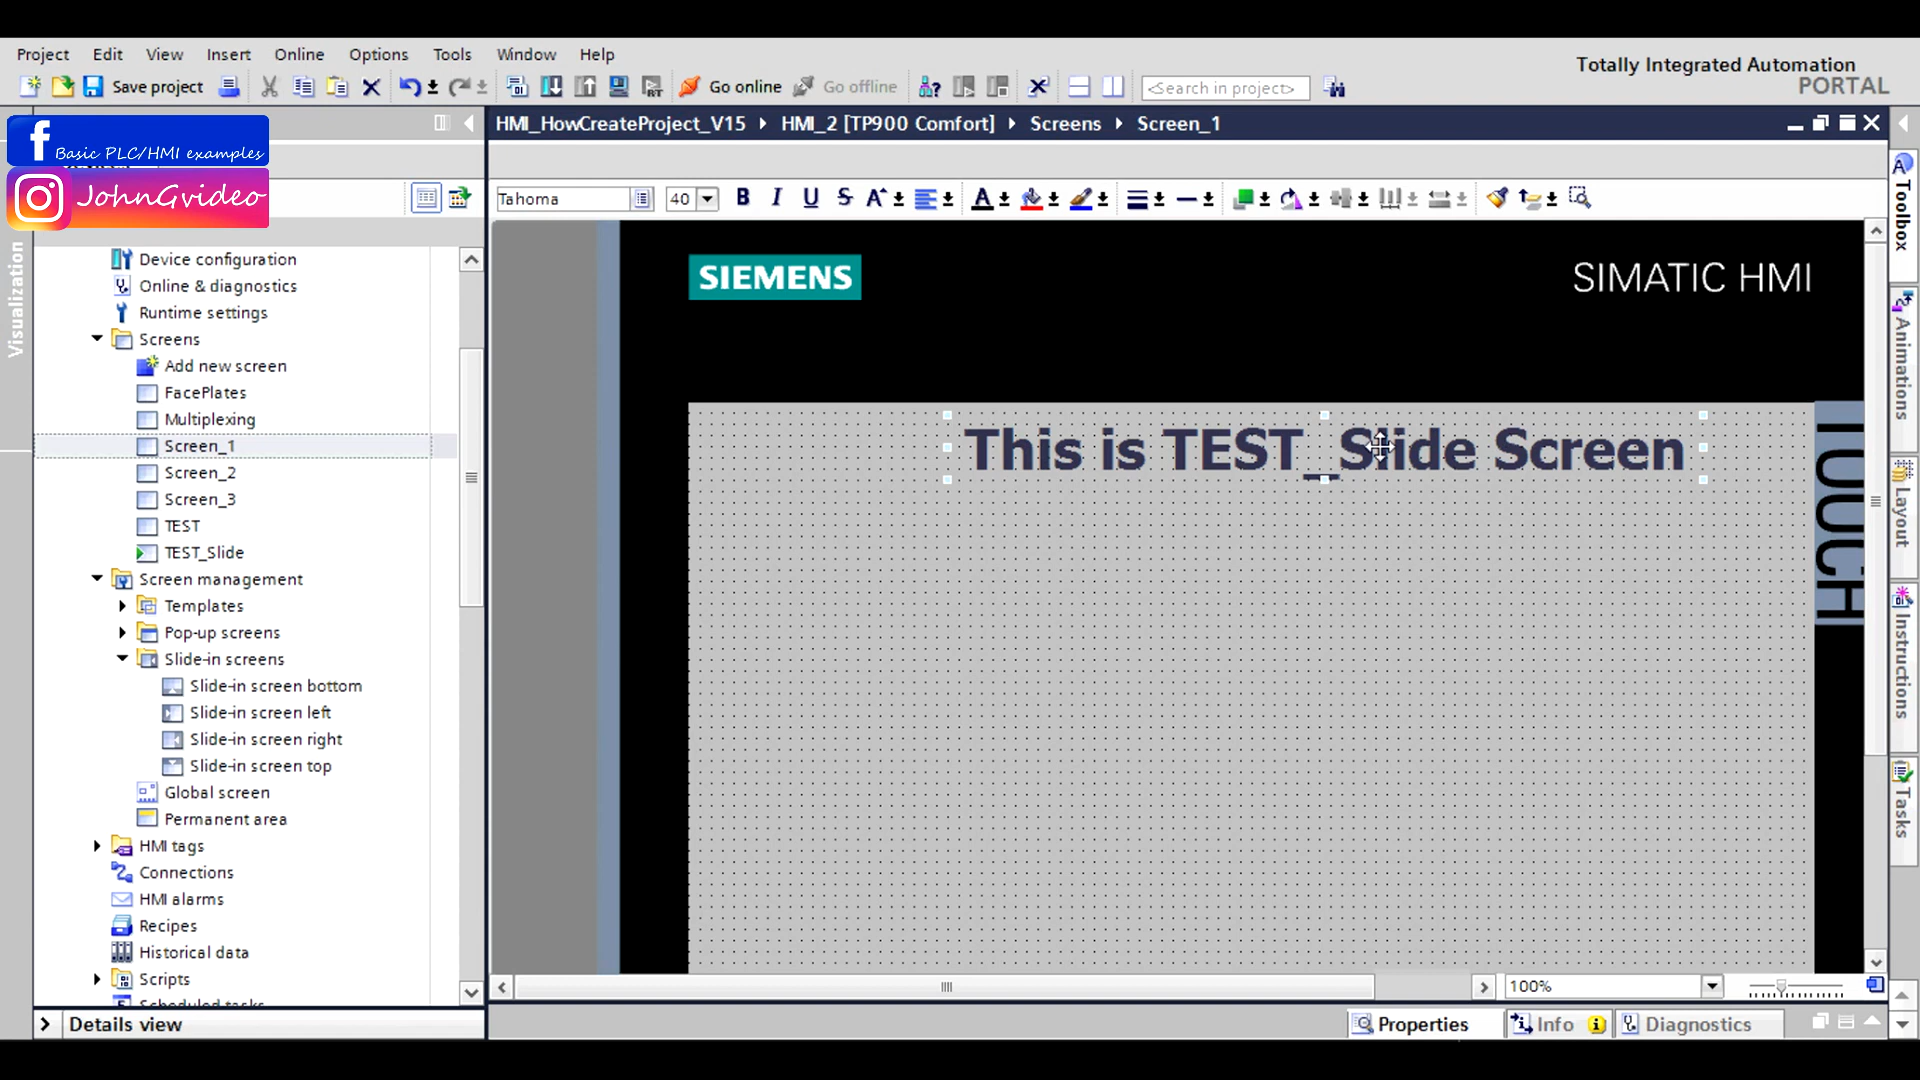 Project Edit View Insert Online Options Tools Window Help
Totally Integrated Automation
PORTAL
Save project
Go online
Go offline
<Search in project>
HMI_HowCreateProject_V15 HMI_2 [TP900 Comfort] Screens Screen_1
Basic PLC/HMI examples
JohnGvideo
Tahoma
40
B I U S A A
Visualization
Device configuration
Online & diagnostics
Runtime settings
Screens
Add new screen
FacePlates
Multiplexing
Screen_1
Screen_2
Screen_3
TEST
TEST_Slide
Screen management
Templates
Pop-up screens
Slide-in screens
Slide-in screen bottom
Slide-in screen left
Slide-in screen right
Slide-in screen top
Global screen
Permanent area
HMI tags
Connections
HMI alarms
Recipes
Historical data
Scripts
Scheduled tasks
Details view
SIEMENS
SIMATIC HMI
This is TEST_Slide Screen
TOUCH
Toolbox
Animations
Layout
Instructions
Tasks
100%
Properties
Info
Diagnostics